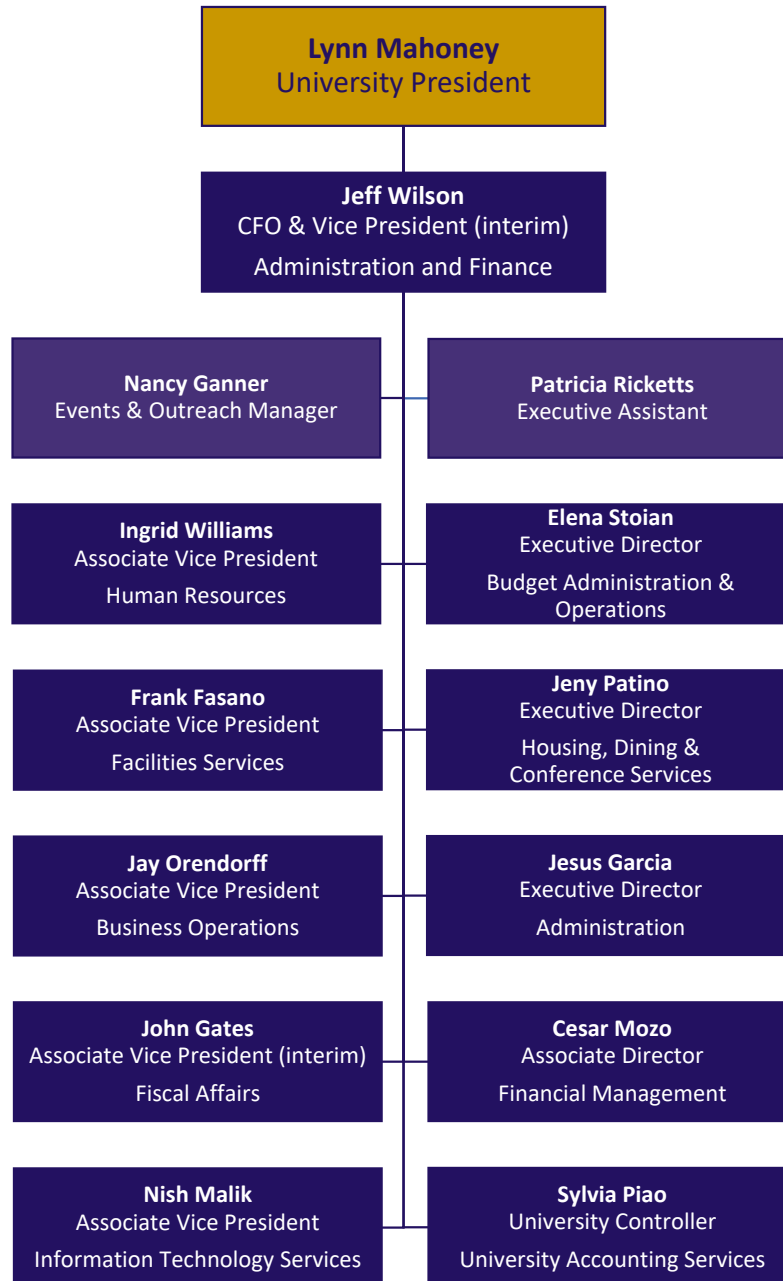 Lynn Mahoney
University President
Jeff Wilson
CFO & Vice President (interim)
Administration and Finance
Nancy Ganner
Events & Outreach Manager
Patricia Ricketts
Executive Assistant
Ingrid Williams
Associate Vice President
Human Resources
Elena Stoian
Executive Director
Budget Administration &
Operations
Frank Fasano
Associate Vice President
Facilities Services
Jeny Patino
Executive Director
Housing, Dining &
Conference Services
Jay Orendorff
Associate Vice President
Business Operations
Jesus Garcia
Executive Director
Administration
John Gates
Associate Vice President (interim)
Fiscal Affairs
Cesar Mozo
Associate Director
Financial Management
Nish Malik
Associate Vice President
Information Technology Services
Sylvia Piao
University Controller
University Accounting Services